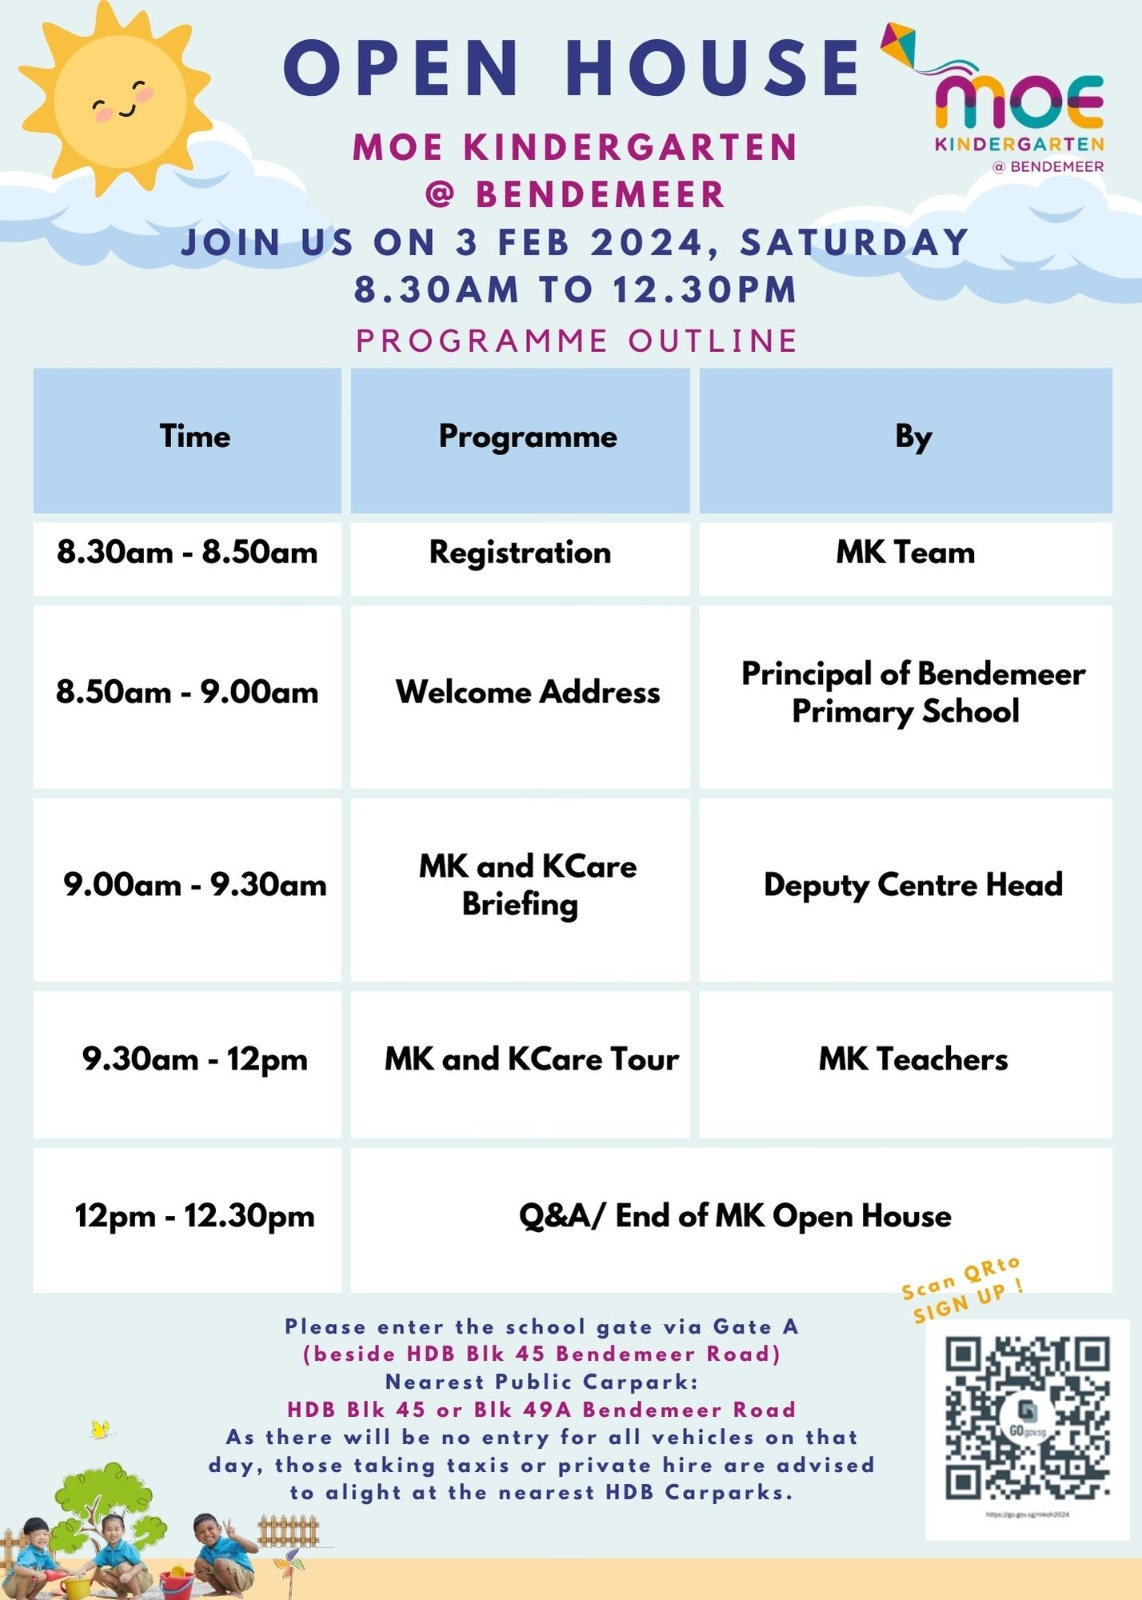 OPEN HOUSE
MOE
KINDERGARTEN
@ BENDEMEER
MOE KINDERGARTEN
@ BENDEMEER
JOIN US ON 3 FEB 2024, SATURDAY
8.30AM TO 12.30PM
PROGRAMME OUTLINE
Time Programme By
8.30am - 8.50am Registration MK Team
8.50am - 9.00am Welcome Address Principal of Bendemeer
Primary School
9.00am - 9.30am MK and KCare
Briefing Deputy Centre Head
9.30am - 12pm MK and KCare Tour MK Teachers
12pm - 12.30pm Q&A/ End of MK Open House
Scan QRto
SIGN UP !
Please enter the school gate via Gate A
(beside HDB Blk 45 Bendemeer Road)
Nearest Public Carpark:
HDB Blk 45 or Blk 49A Bendemeer Road
As there will be no entry for all vehicles on that
day, those taking taxis or private hire are advised
to alight at the nearest HDB Carparks.
GOgov.sg
https://go.gov.sg/mkoh2024